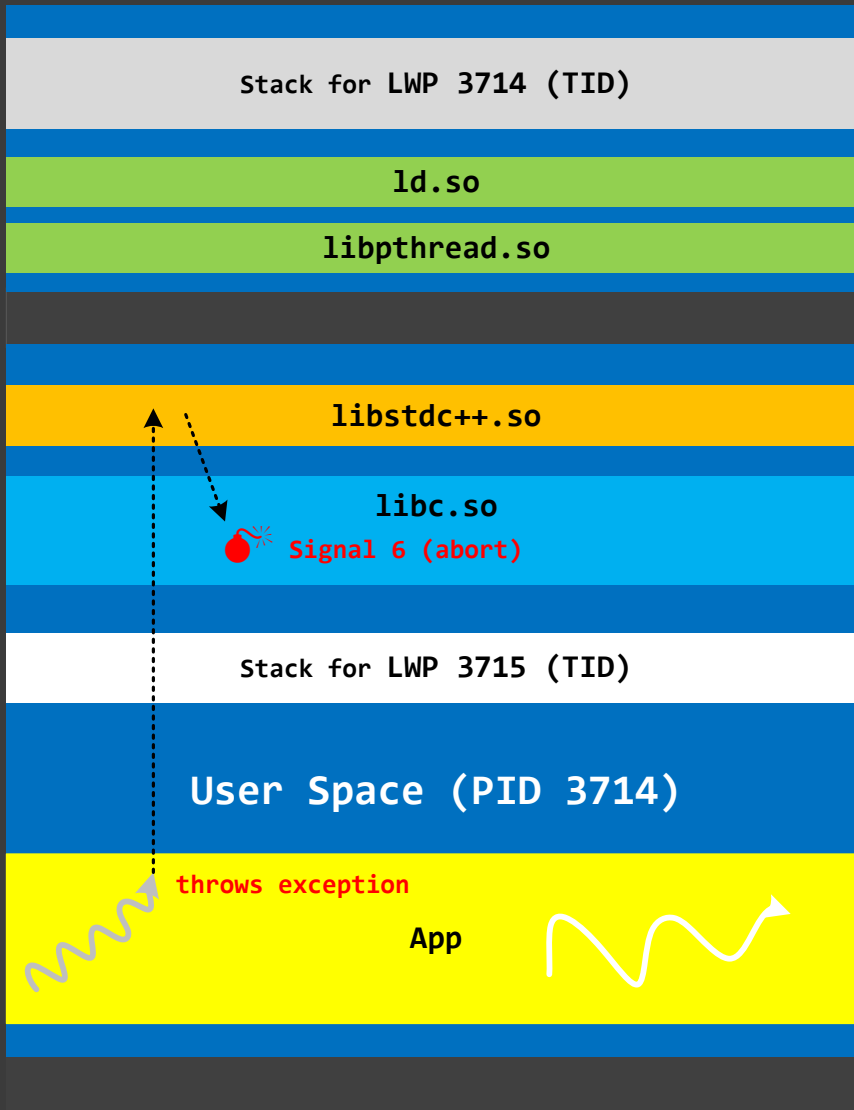 Stack for LWP 3714 (TID)
ld.so
libpthread.so
libstdc++.so
libc.so
Signal 6 (abort)
Stack for LWP 3715 (TID)
User Space (PID 3714)
throws exception
App